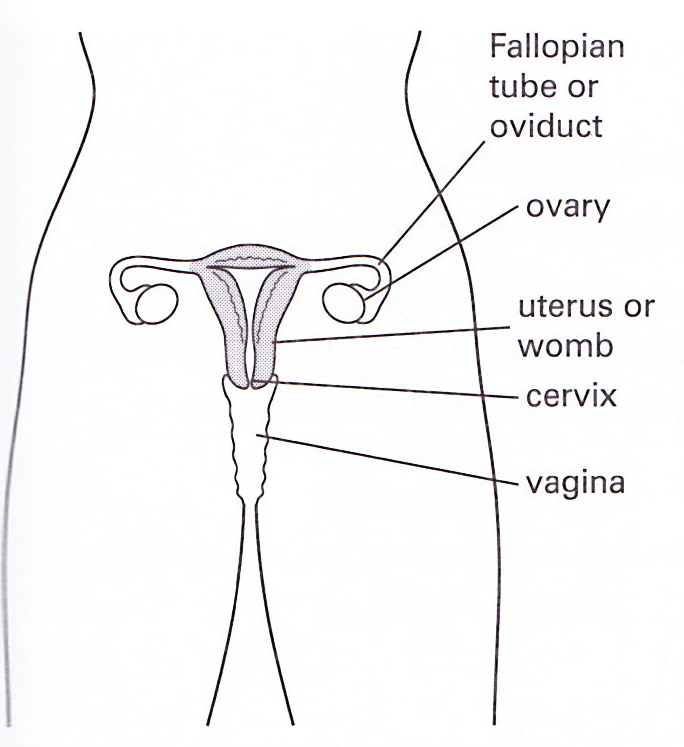 Fallopian
tube or
oviduct
ovary
uterus or
womb
cervix
vagina